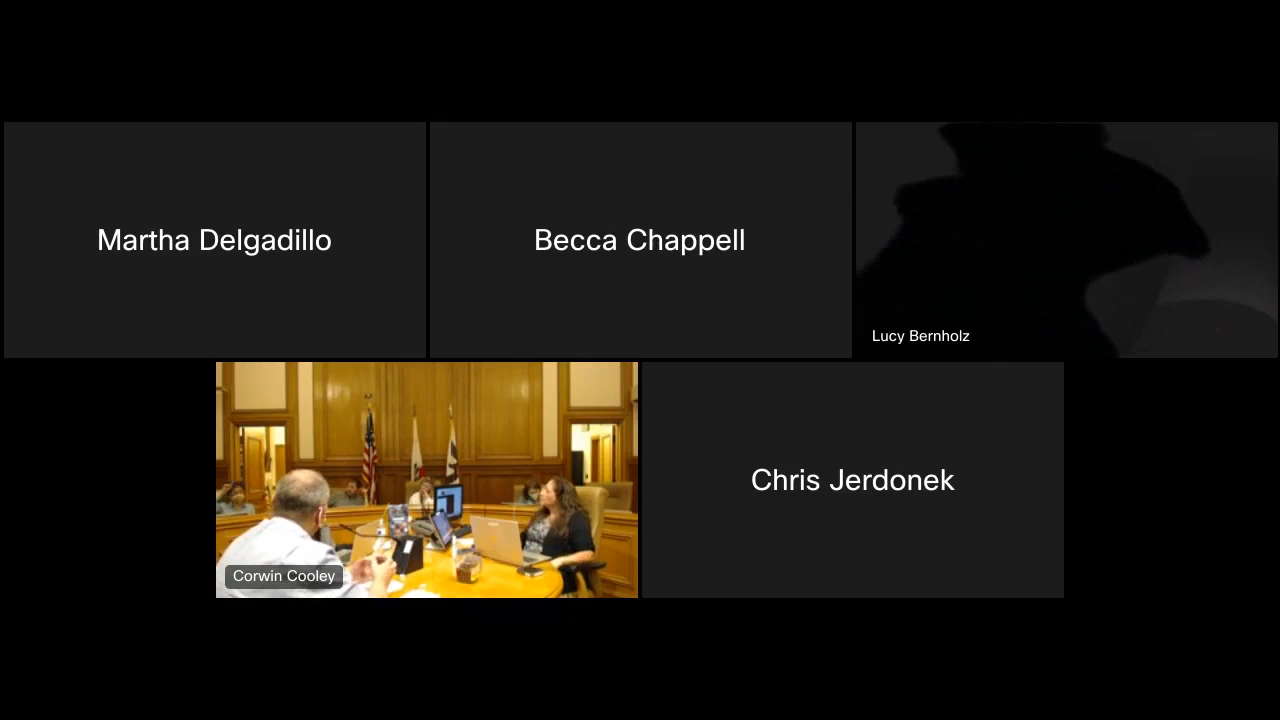 Martha Delgadillo
Becca Chappell
Lucy Bernholz
Corwin Cooley
Chris Jerdonek